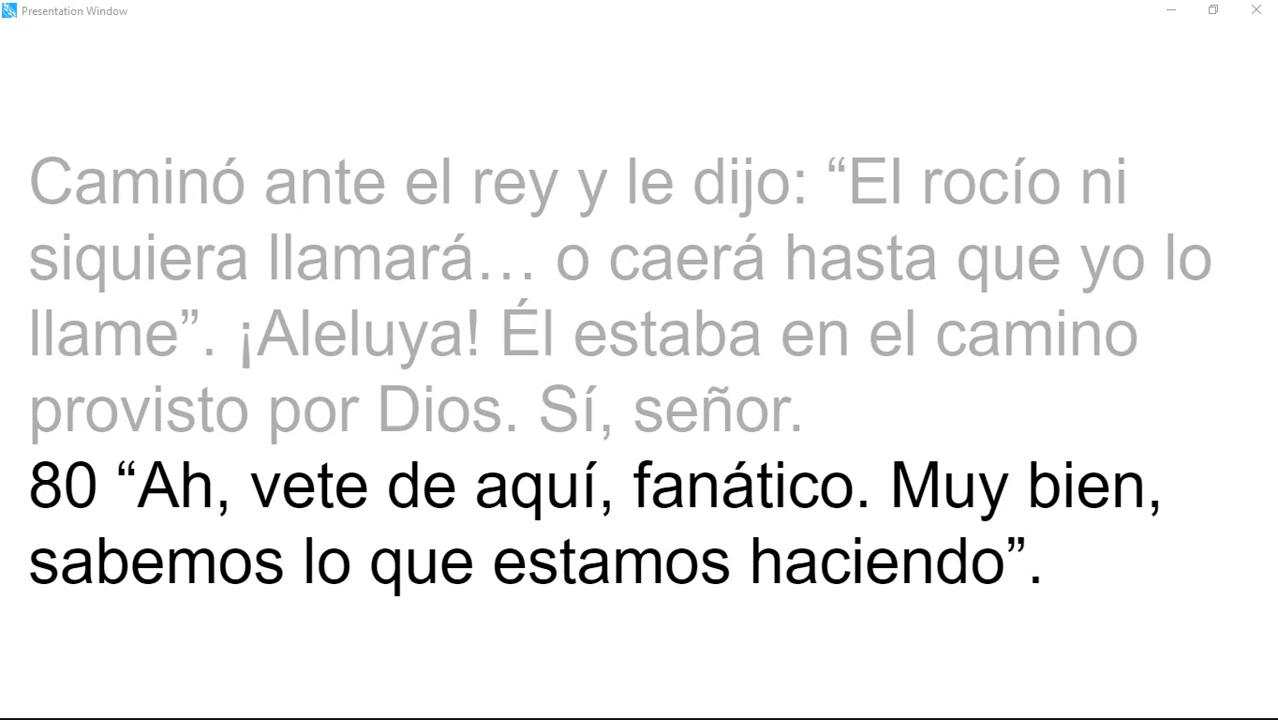 Presentation Window
Caminó ante el rey y le dijo: “El rocío ni
siquiera llamará… o caerá hasta que yo lo
llame”. ¡Aleluya! Él estaba en el camino
provisto por Dios. Sí, señor.
80 “Ah, vete de aquí, fanático. Muy bien,
sabemos lo que estamos haciendo”.